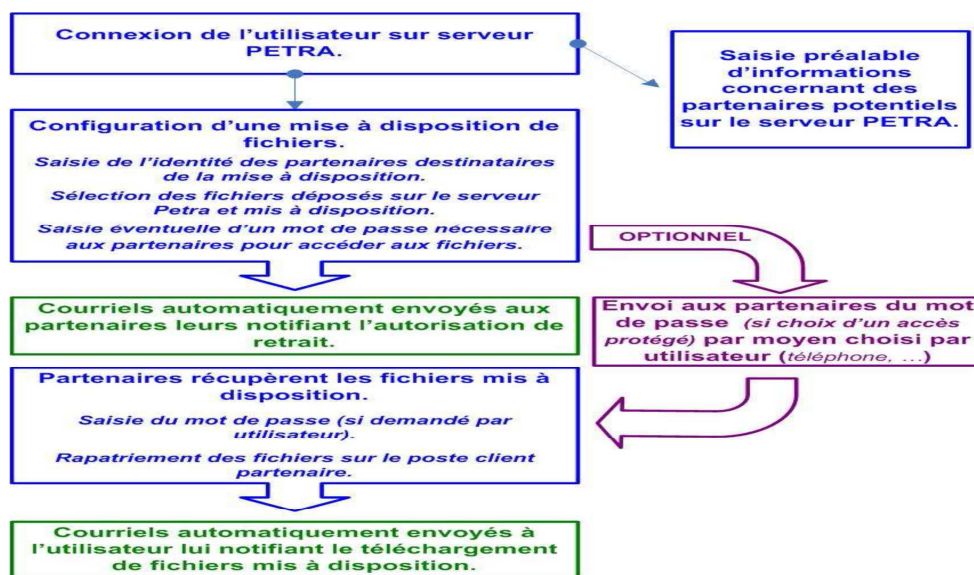 Connexion de l'utilisateur sur serveur
PETRA.
Saisie préalable
d'informations
concernant des
partenaires potentiels
sur le serveur PETRA.
Configuration d'une mise à disposition de
fichiers.
Saisie de l'identité des partenaires destinataires
de la mise à disposition.
Sélection des fichiers déposés sur le serveur
Petra et mis à disposition.
Saisie éventuelle d'un mot de passe nécessaire
aux partenaires pour accéder aux fichiers.
OPTIONNEL
Courriels automatiquement envoyés aux
partenaires leurs notifiant l'autorisation de
retrait.
Envoi aux partenaires du mot
de passe (si choix d'un accès
protégé) par moyen choisi par
utilisateur (téléphone, ...)
Partenaires récupèrent les fichiers mis à
disposition.
Saisie du mot de passe (si demandé par
utilisateur).
Rapatriement des fichiers sur le poste client
partenaire.
Courriels automatiquement envoyés à
l'utilisateur lui notifiant le téléchargement
de fichiers mis à disposition.